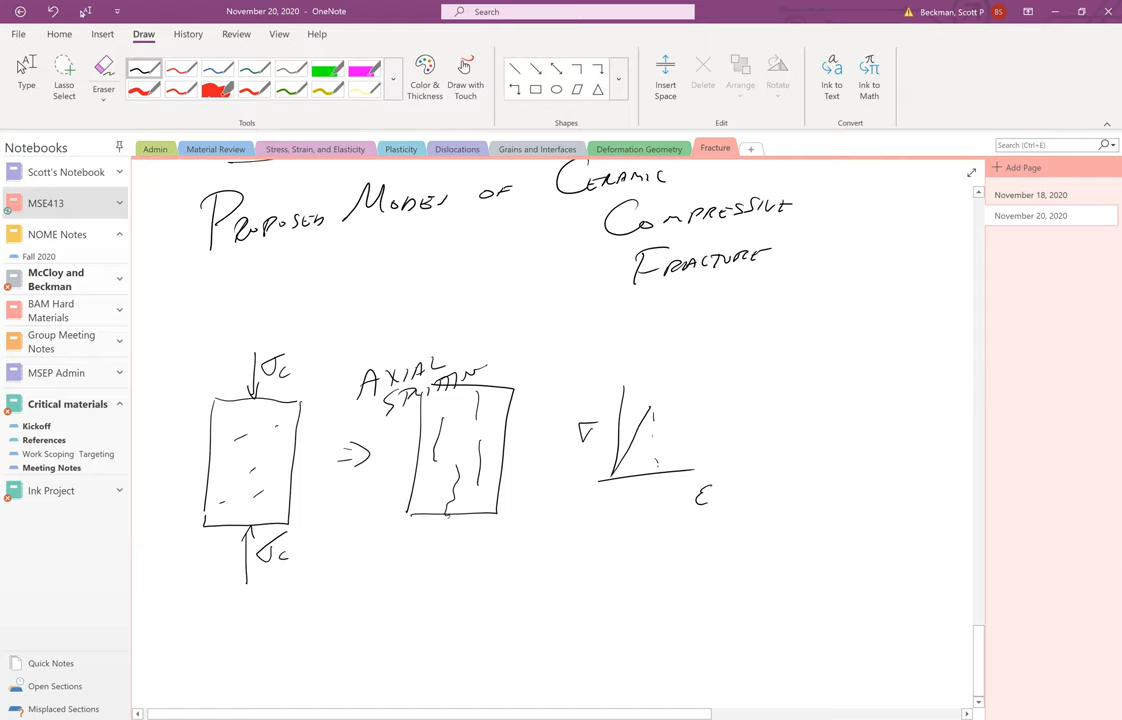 November 20, 2020 - OneNote
Search
Beckman, Scott P
BS
File Home Insert Draw History Review View Help
Type
Lasso Select
Eraser
Color & Thickness
Draw with Touch
Insert Space
Delete
Arrange
Rotate
Ink to Text
Ink to Math
Tools
Shapes
Edit
Convert
Notebooks
Admin Material Review Stress, Strain, and Elasticity Plasticity Dislocations Grains and Interfaces Deformation Geometry Fracture
Search (Ctrl+E)
Scott's Notebook
MSE413
NOME Notes
Fall 2020
McCloy and Beckman
BAM Hard Materials
Group Meeting Notes
MSEP Admin
Critical materials
Kickoff
References
Work Scoping Targeting
Meeting Notes
Ink Project
Quick Notes
Open Sections
Misplaced Sections
Add Page
November 18, 2020
November 20, 2020
PROPOSED MODES OF CERAMIC
COMPRESSIVE
FRACTURE
σc
AXIAL
σ
ε
σc